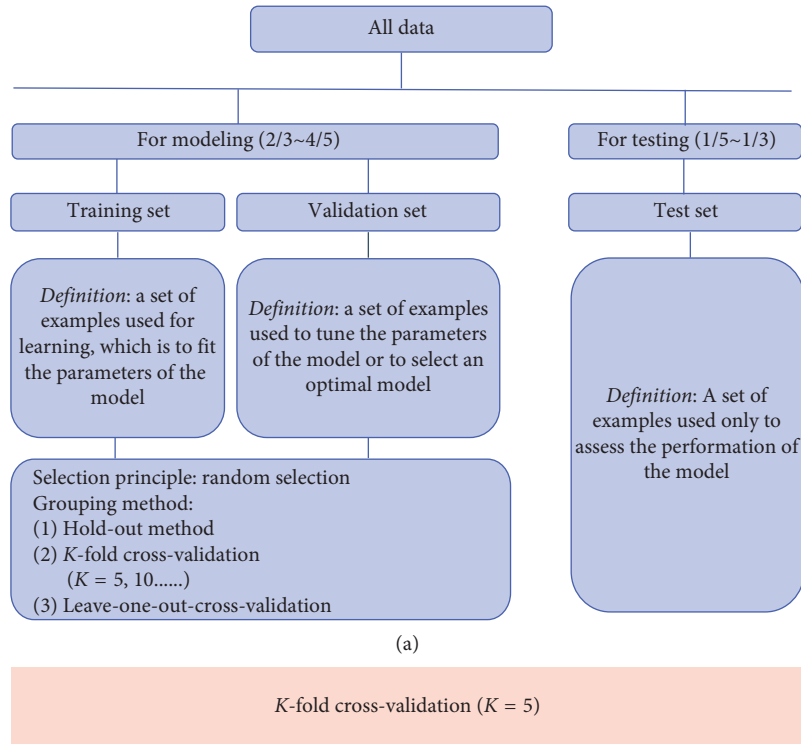 All data
For modeling (2/3~4/5)
For testing (1/5~1/3)
Training set
Validation set
Test set
Definition: a set of
examples used for
learning, which is to fit
the parameters of the
model
Definition: a set of examples
used to tune the parameters
of the model or to select an
optimal model
Definition: A set of
examples used only to
assess the performation of
the model
Selection principle: random selection
Grouping method:
(1) Hold-out method
(2) K-fold cross-validation
(K = 5, 10......)
(3) Leave-one-out-cross-validation
(a)
K-fold cross-validation (K = 5)